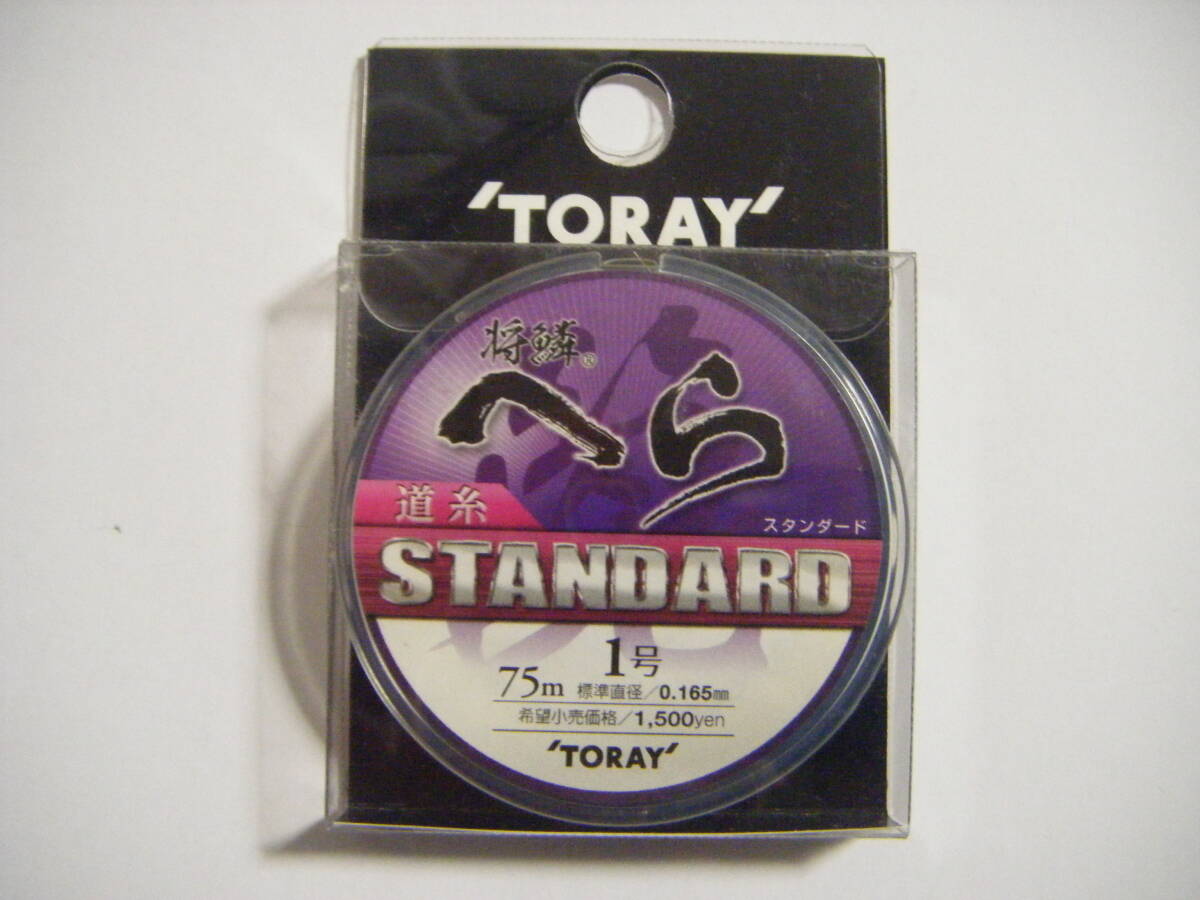 'TORAY'
将鱗®
へら
道糸
スタンダード
STANDARD
1号
75m 標準直径/0.165mm
希望小売価格/1,500yen
'TORAY'